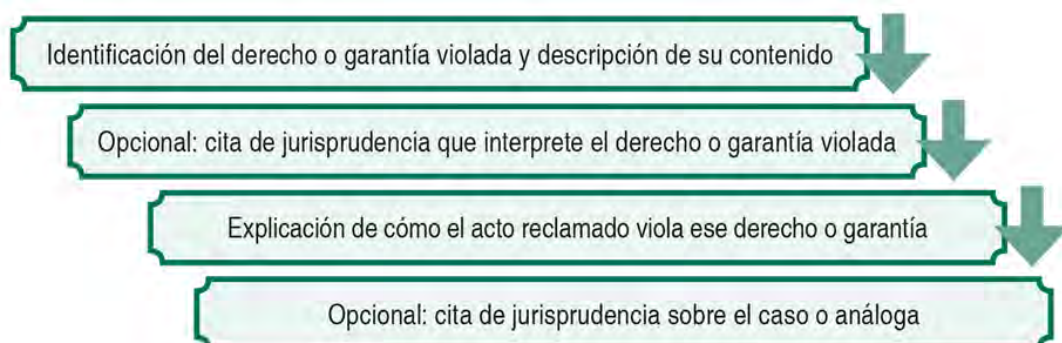 Identificación del derecho o garantía violada y descripción de su contenido
Opcional: cita de jurisprudencia que interprete el derecho o garantía violada
Explicación de cómo el acto reclamado viola ese derecho o garantía
Opcional: cita de jurisprudencia sobre el caso o análoga